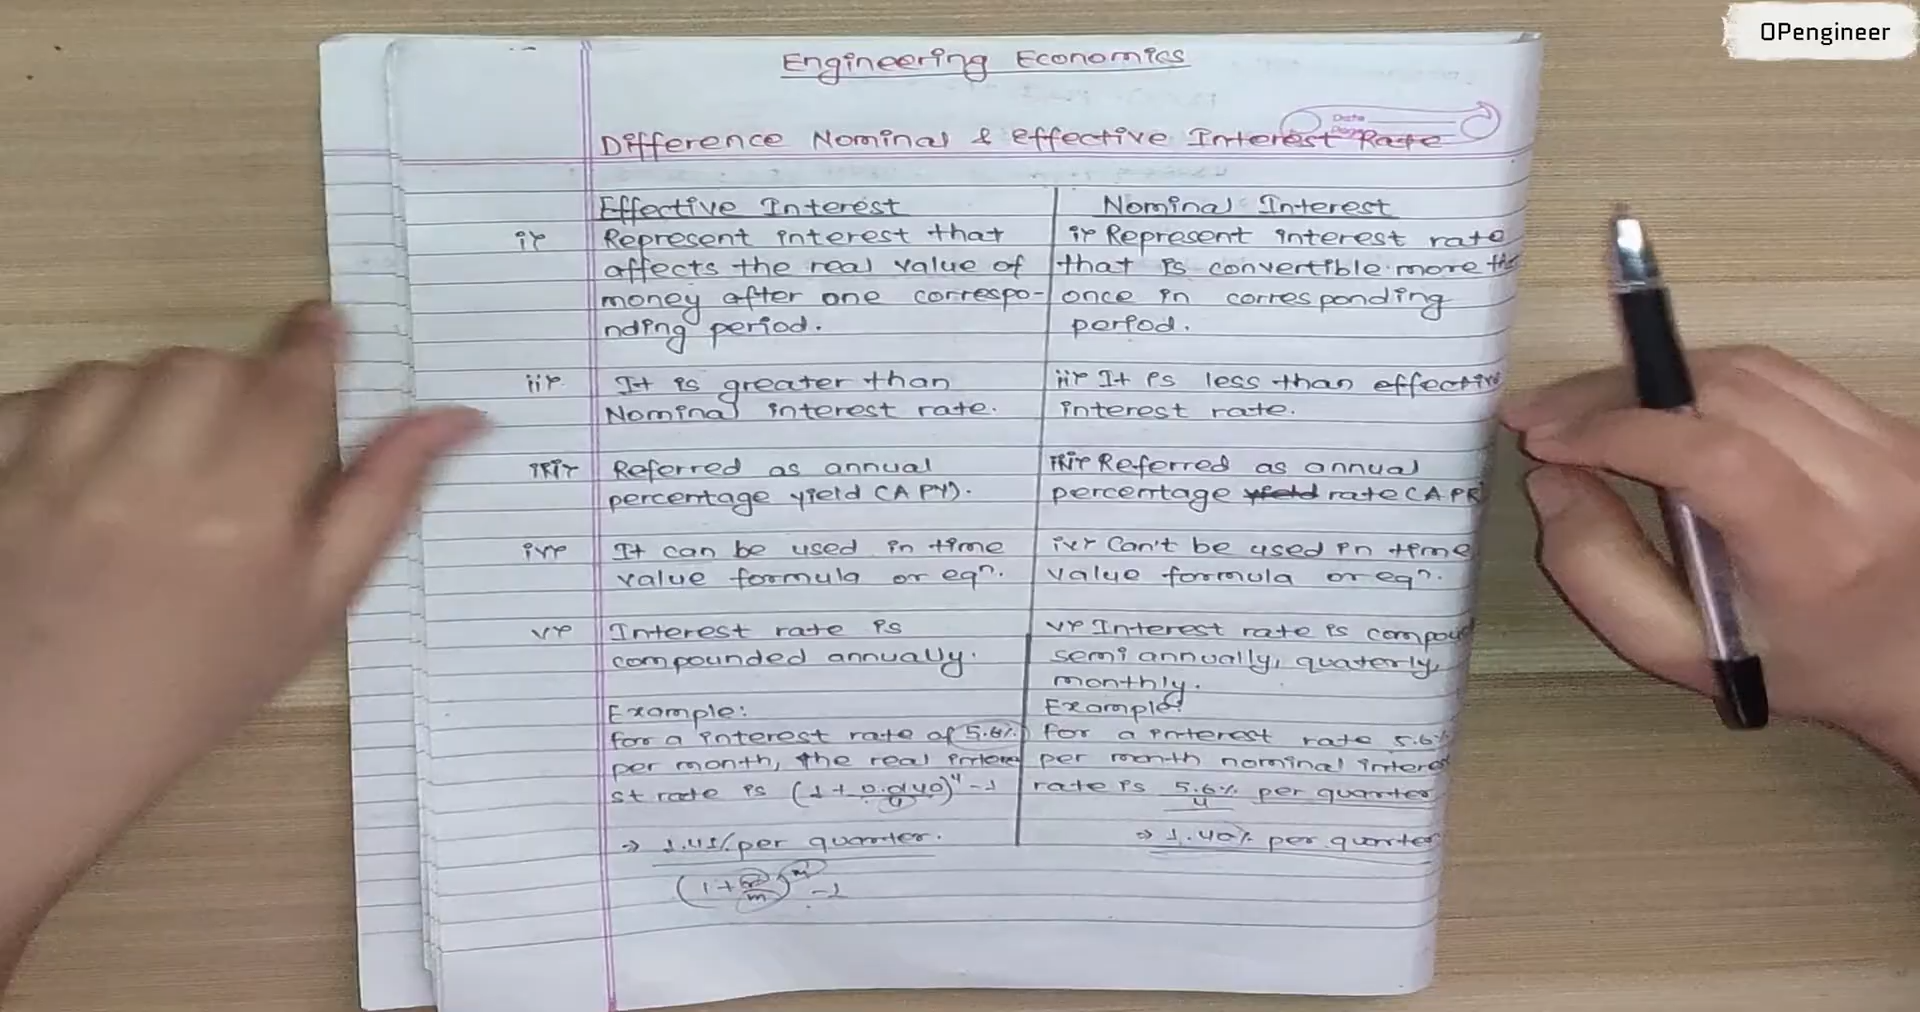 OPengineer
Engineering Economics
Date
Difference Nominal & effective Interest Rate
Effective Interest
i)
Represent interest that
affects the real value of
money after one correspo-
nding period.
ii)
It is greater than
Nominal interest rate.
iii)
Referred as annual
percentage yield (APY).
iv)
It can be used in time
value formula or eqn.
v)
Interest rate is
compounded annually.
Example:
for a interest rate of 5.6%
per month, the real intere
st rate is
→ 1.41% per quarter.
(1+r/m)^m -1
Nominal Interest
i) Represent interest rate
that is convertible more
once in corresponding
period.
ii) It is less than effective
interest rate.
iii) Referred as annual
percentage yield rate (APR
iv) Can't be used in time
value formula or eqn.
v) Interest rate is compou
semi annually, quaterly,
monthly.
Example:
for a interest rate 5.6%
per month nominal intere
rate is 5.6%/4 per quarter
→ 1.40% per quarter